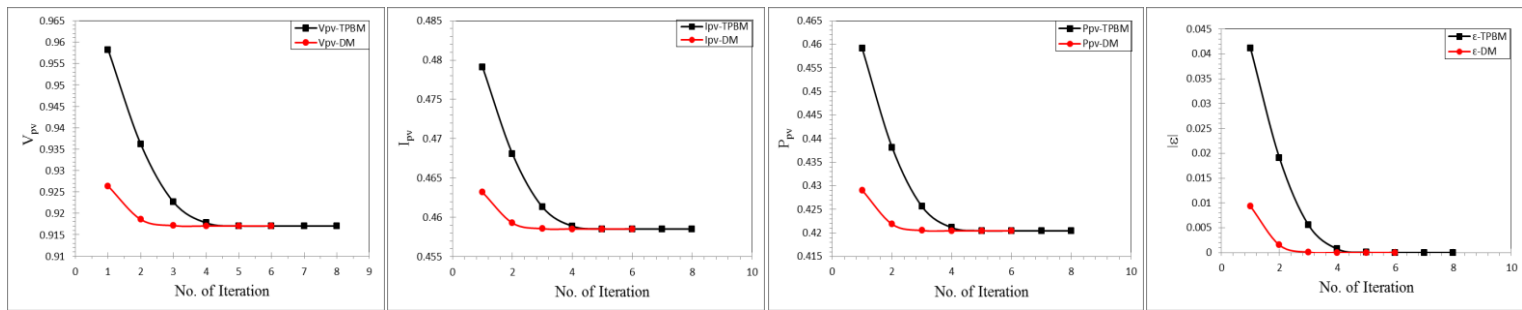 0.965
0.96
0.955
0.95
0.945
0.94
0.935
0.93
0.925
0.92
0.915
0.91
V_pv
Vpv-TPBM
Vpv-DM
0 1 2 3 4 5 6 7 8 9
No. of Iteration
0.485
0.48
0.475
0.47
0.465
0.46
0.455
I_pv
Ipv-TPBM
Ipv-DM
0 2 4 6 8 10
No. of Iteration
0.465
0.46
0.455
0.45
0.445
0.44
0.435
0.43
0.425
0.42
0.415
P_pv
Ppv-TPBM
Ppv-DM
0 2 4 6 8 10
No. of Iteration
0.045
0.04
0.035
0.03
0.025
0.02
0.015
0.01
0.005
0
|ε|
ε-TPBM
ε-DM
0 2 4 6 8 10
No. of Iteration